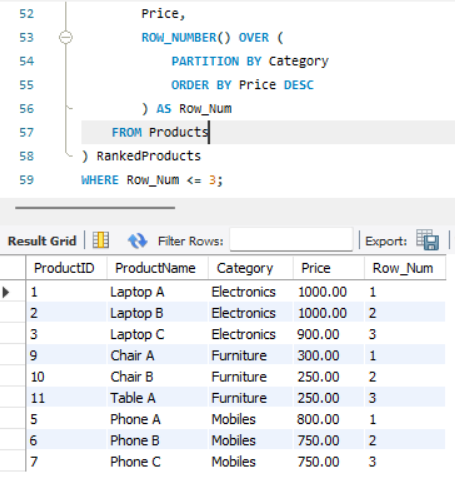 52 Price,
53 ROW_NUMBER() OVER (
54 PARTITION BY Category
55 ORDER BY Price DESC
56 ) AS Row_Num
57 FROM Products
58 ) RankedProducts
59 WHERE Row_Num <= 3;
Result Grid Filter Rows: Export:
ProductID ProductName Category Price Row_Num
1 Laptop A Electronics 1000.00 1
2 Laptop B Electronics 1000.00 2
3 Laptop C Electronics 900.00 3
9 Chair A Furniture 300.00 1
10 Chair B Furniture 250.00 2
11 Table A Furniture 250.00 3
5 Phone A Mobiles 800.00 1
6 Phone B Mobiles 750.00 2
7 Phone C Mobiles 750.00 3